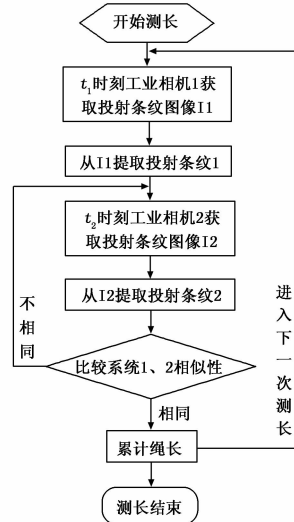 开始测长
t₁时刻工业相机1获
取投射条纹图像I1
从I1提取投射条纹1
t₂时刻工业相机2获
取投射条纹图像I2
从I2提取投射条纹2
不相同
比较系统1、2相似性
相同
进入下一次测长
累计绳长
测长结束